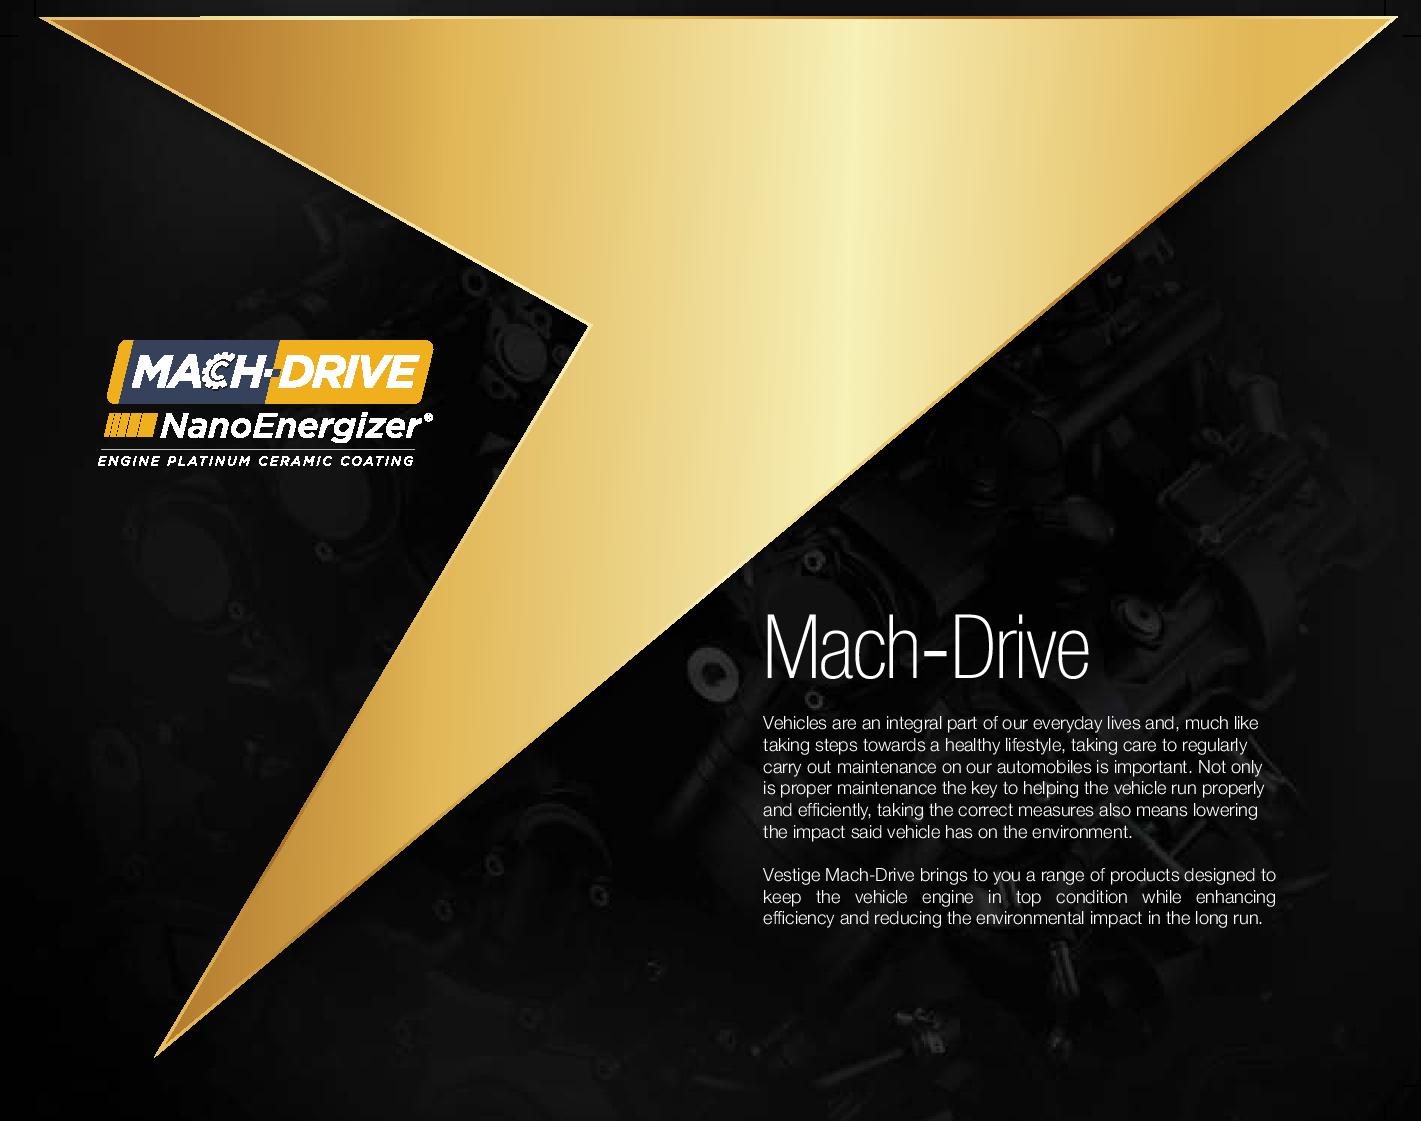 MACH-DRIVE
NanoEnergizer®
ENGINE PLATINUM CERAMIC COATING
Mach-Drive
Vehicles are an integral part of our everyday lives and, much like
taking steps towards a healthy lifestyle, taking care to regularly
carry out maintenance on our automobiles is important. Not only
is proper maintenance the key to helping the vehicle run properly
and efficiently, taking the correct measures also means lowering
the impact said vehicle has on the environment.
Vestige Mach-Drive brings to you a range of products designed to
keep the vehicle engine in top condition while enhancing
efficiency and reducing the environmental impact in the long run.